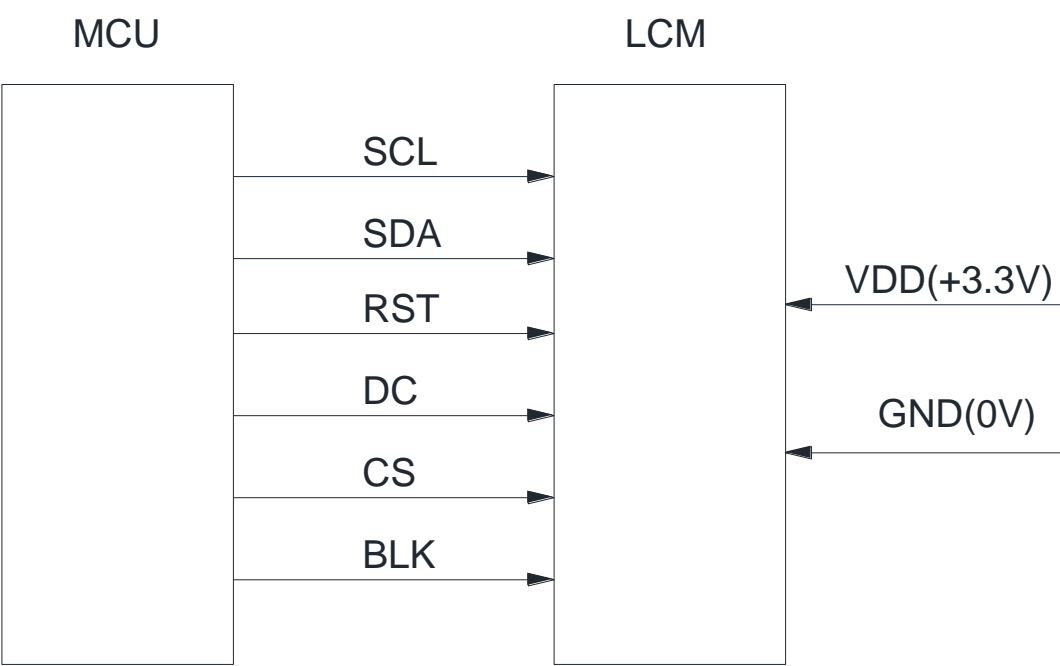 MCU
LCM
SCL
SDA
VDD(+3.3V)
RST
DC
GND(0V)
CS
BLK